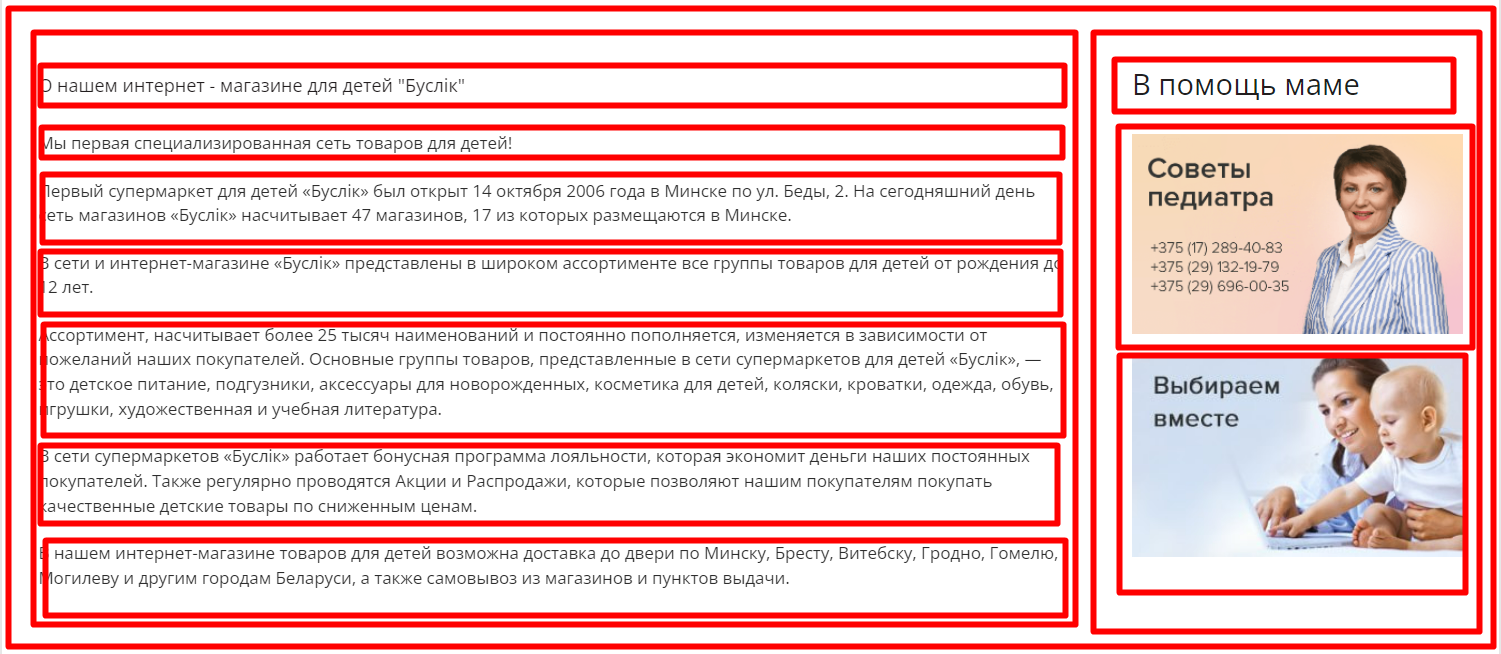 О нашем интернет - магазине для детей "Буслiк"
Мы первая специализированная сеть товаров для детей!
Первый супермаркет для детей «Буслiк» был открыт 14 октября 2006 года в Минске по ул. Беды, 2. На сегодняшний день
сеть магазинов «Буслiк» насчитывает 47 магазинов, 17 из которых размещаются в Минске.
В сети и интернет-магазине «Буслiк» представлены в широком ассортименте все группы товаров для детей от рождения до
12 лет.
Ассортимент, насчитывает более 25 тысяч наименований и постоянно пополняется, изменяется в зависимости от
пожеланий наших покупателей. Основные группы товаров, представленные в сети супермаркетов для детей «Буслiк», —
это детское питание, подгузники, аксессуары для новорожденных, косметика для детей, коляски, кроватки, одежда, обувь,
игрушки, художественная и учебная литература.
В сети супермаркетов «Буслiк» работает бонусная программа лояльности, которая экономит деньги наших постоянных
покупателей. Также регулярно проводятся Акции и Распродажи, которые позволяют нашим покупателям покупать
качественные детские товары по сниженным ценам.
В нашем интернет-магазине товаров для детей возможна доставка до двери по Минску, Бресту, Витебску, Гродно, Гомелю,
Могилеву и другим городам Беларуси, а также самовывоз из магазинов и пунктов выдачи.
В помощь маме
Советы
педиатра
+375 (17) 289-40-83
+375 (29) 132-19-79
+375 (29) 696-00-35
Выбираем
вместе